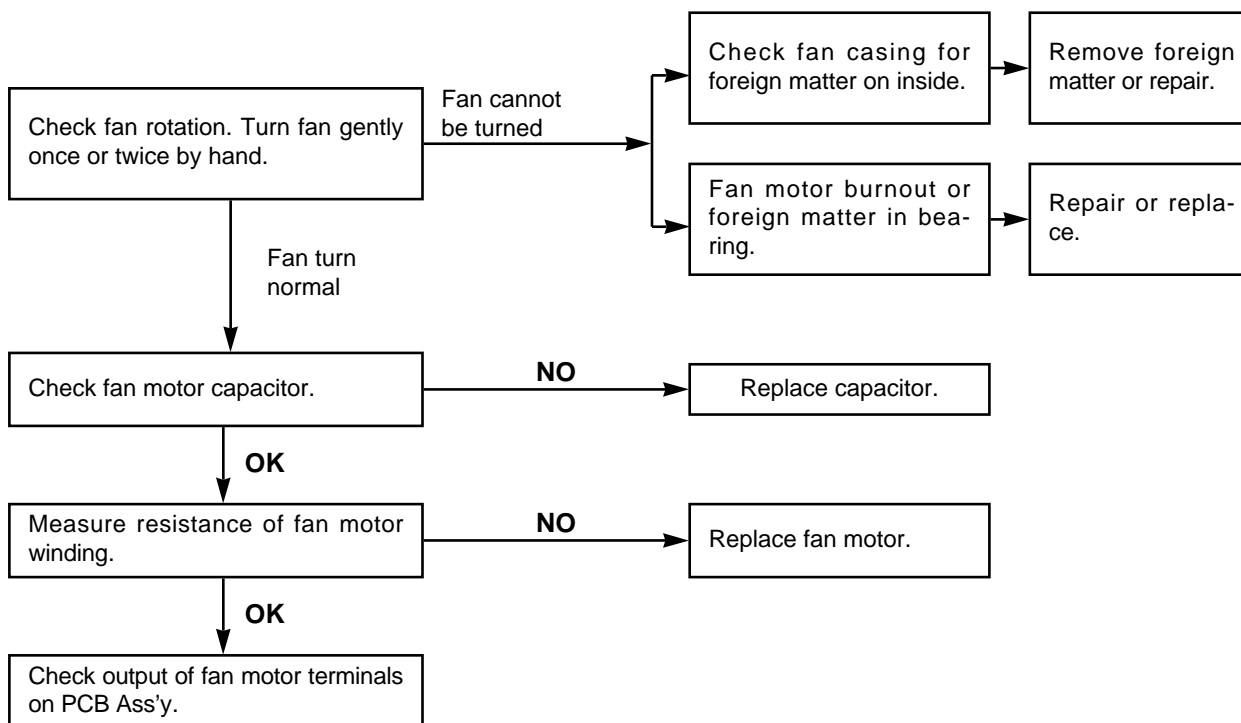 Check fan rotation. Turn fan gently
once or twice by hand.
Fan cannot
be turned
Check fan casing for
foreign matter on inside.
Remove foreign
matter or repair.
Fan motor burnout or
foreign matter in bea-
ring.
Repair or repla-
ce.
Fan turn
normal
Check fan motor capacitor.
NO
Replace capacitor.
OK
Measure resistance of fan motor
winding.
NO
Replace fan motor.
OK
Check output of fan motor terminals
on PCB Ass'y.